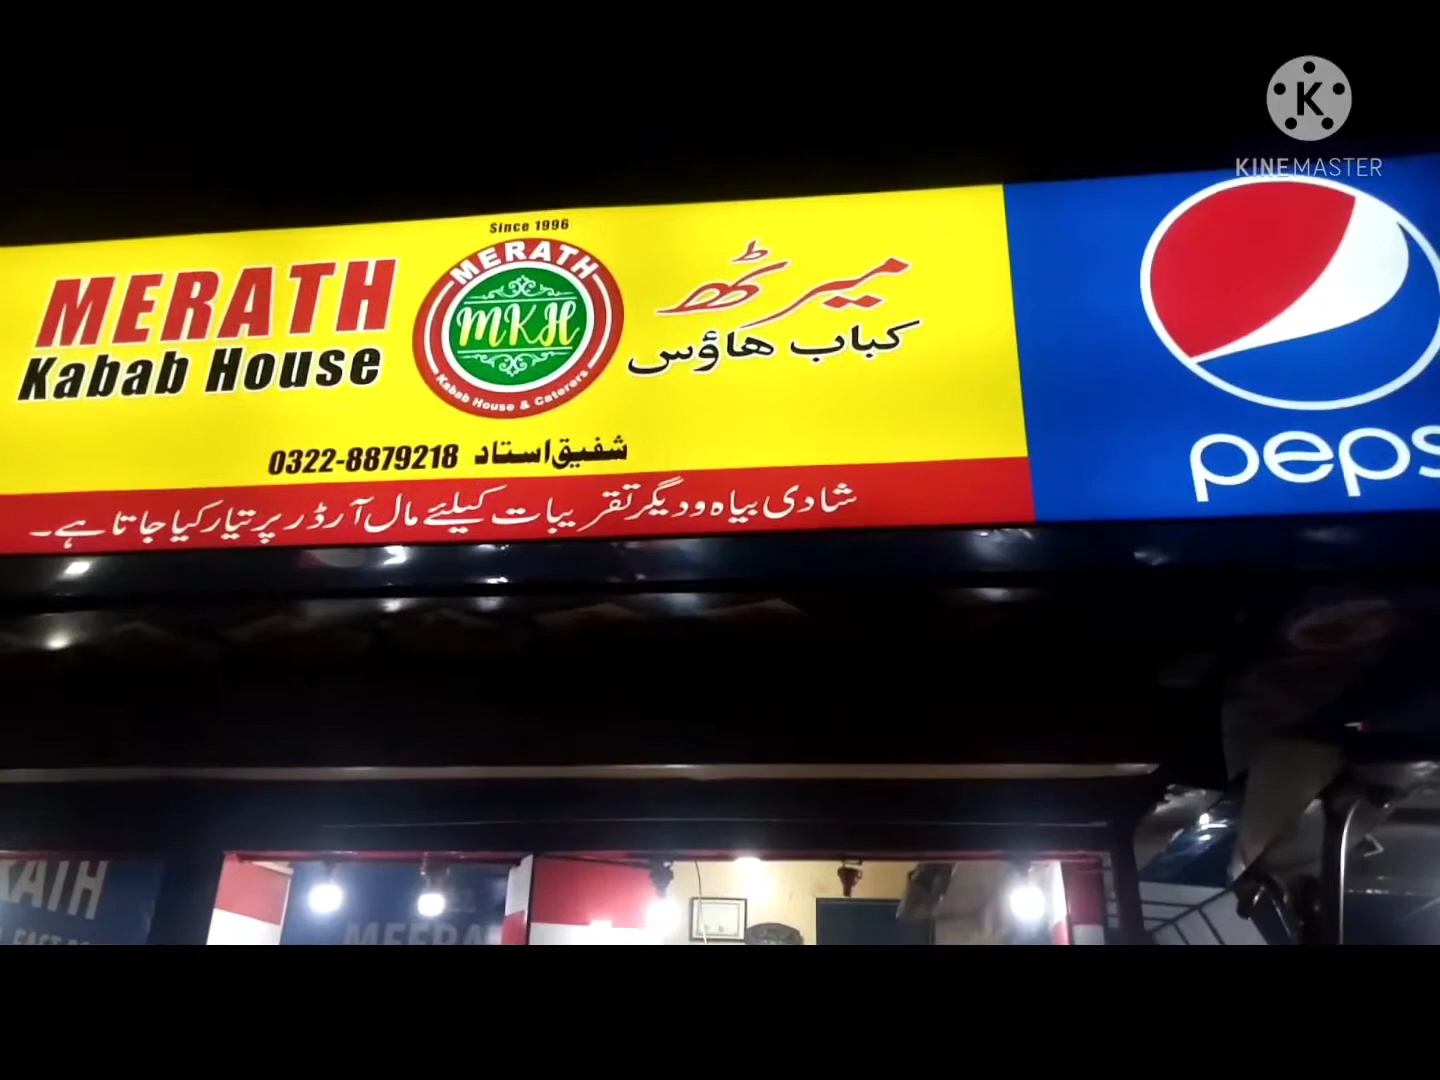 KINEMASTER
Since 1996
MERATH
Kabab House
MERATH
MKH
Kabab House & Caterers
میرٹھ
کباب ھاؤس
0322-8879218 شفیق استاد
شادی بیاہ و دیگر تقریبات کیلئے مال آرڈر پر تیار کیا جاتا ہے۔
peps